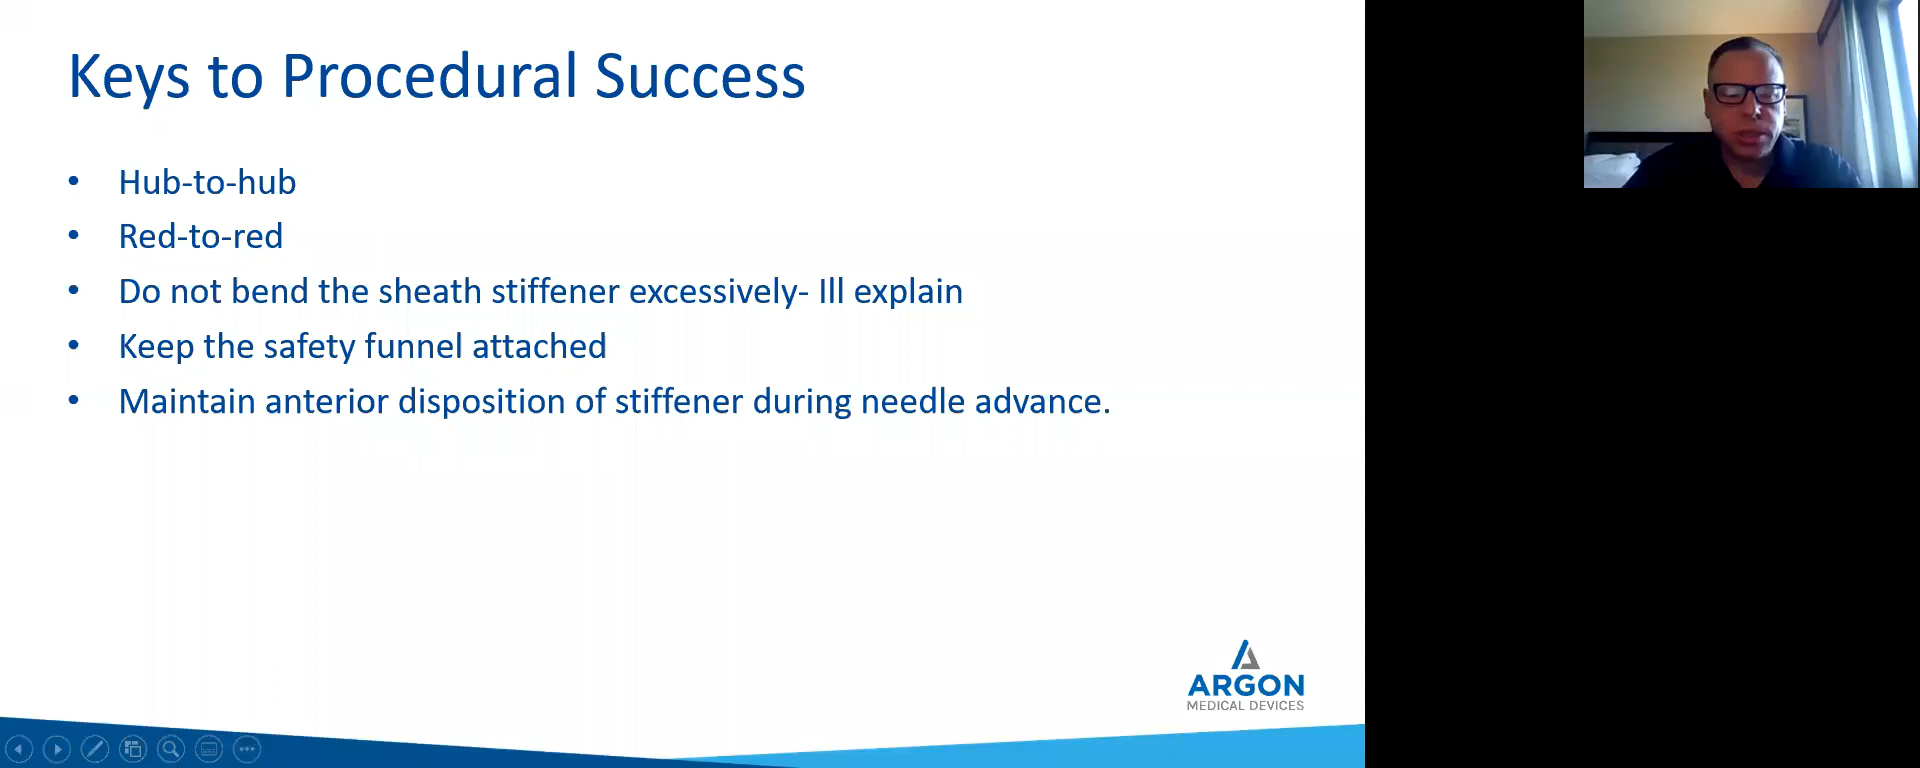 Keys to Procedural Success
• Hub-to-hub
• Red-to-red
• Do not bend the sheath stiffener excessively- Ill explain
• Keep the safety funnel attached
• Maintain anterior disposition of stiffener during needle advance.
ARGON
MEDICAL DEVICES